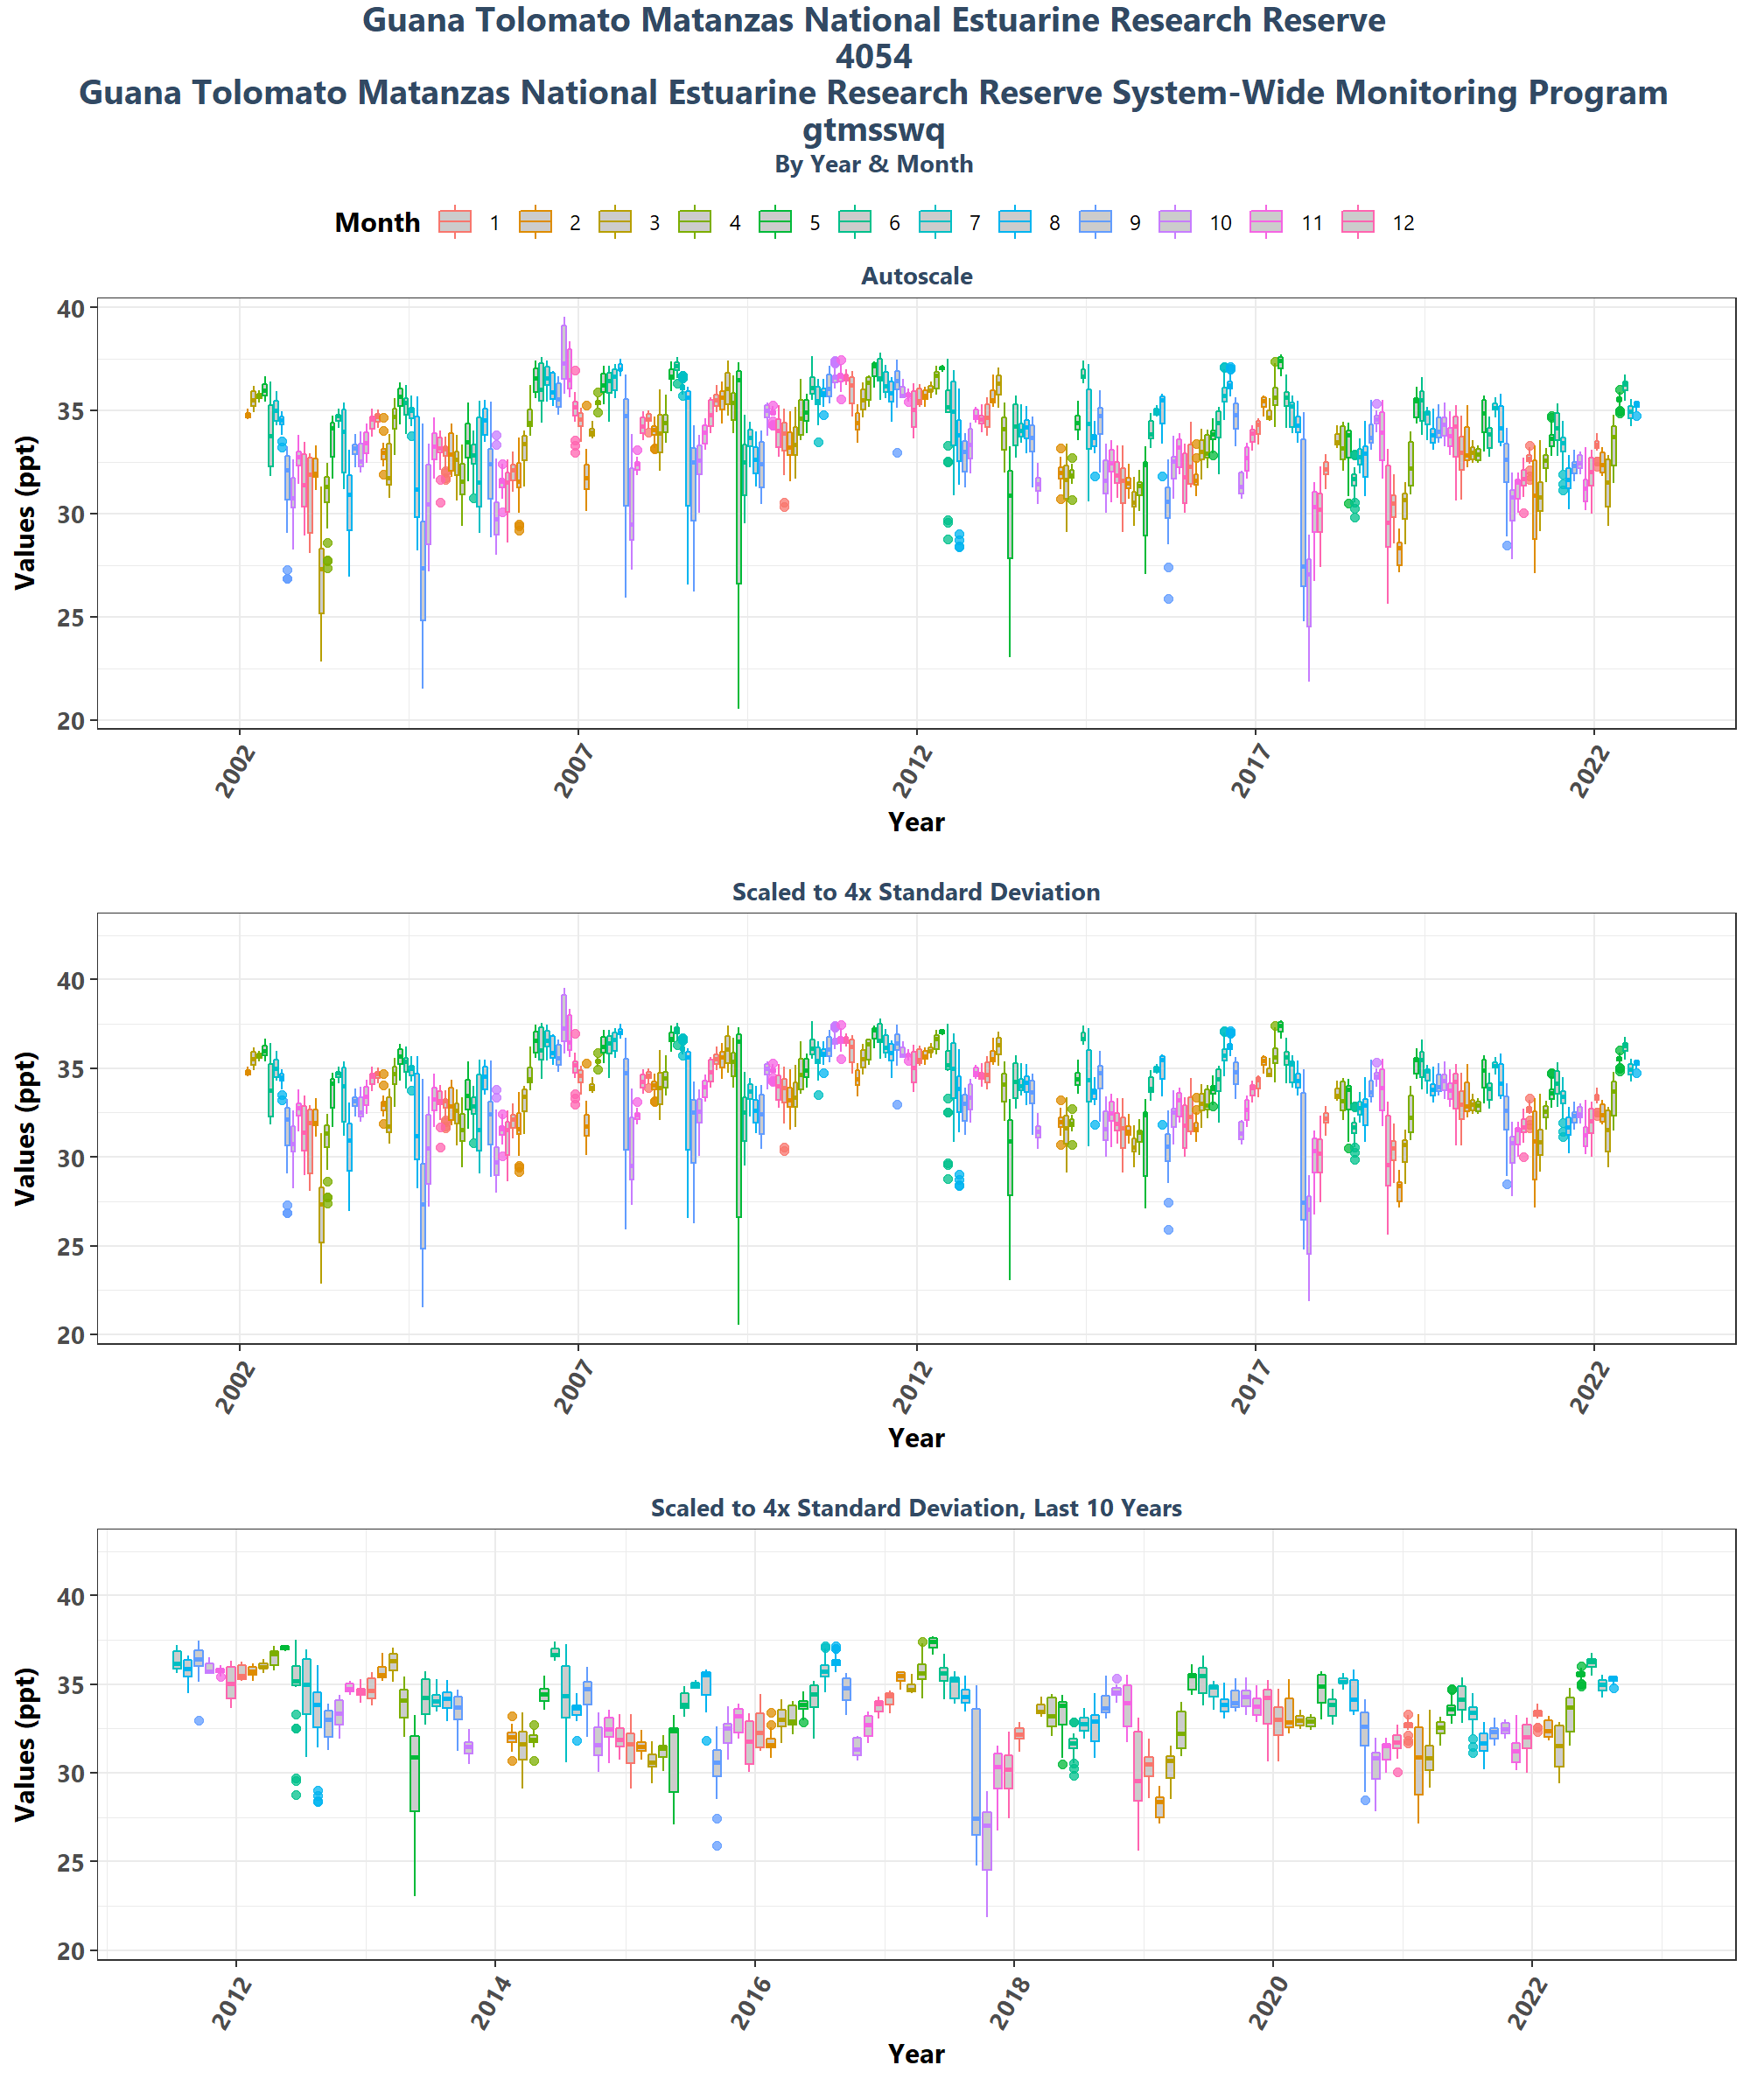 Guana Tolomato Matanzas National Estuarine Research Reserve
4054
Guana Tolomato Matanzas National Estuarine Research Reserve System-Wide Monitoring Program
gtmsswq
By Year & Month
Month 1 2 3 4 5 6 7 8 9 10 11 12
Autoscale
Values (ppt)
40
35
30
25
20
2002 2007 2012 2017 2022
Year
Scaled to 4x Standard Deviation
Values (ppt)
40
35
30
25
20
2002 2007 2012 2017 2022
Year
Scaled to 4x Standard Deviation, Last 10 Years
Values (ppt)
40
35
30
25
20
2012 2014 2016 2018 2020 2022
Year